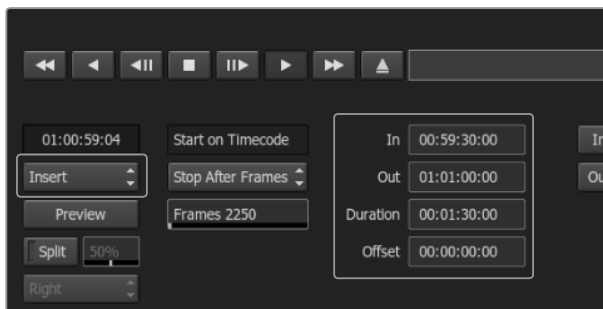 01:00:59:04 Start on Timecode In 00:59:30:00 In
Insert Stop After Frames Out 01:01:00:00
Preview Frames 2250 Duration 00:01:30:00
Split 50% Offset 00:00:00:00
Right